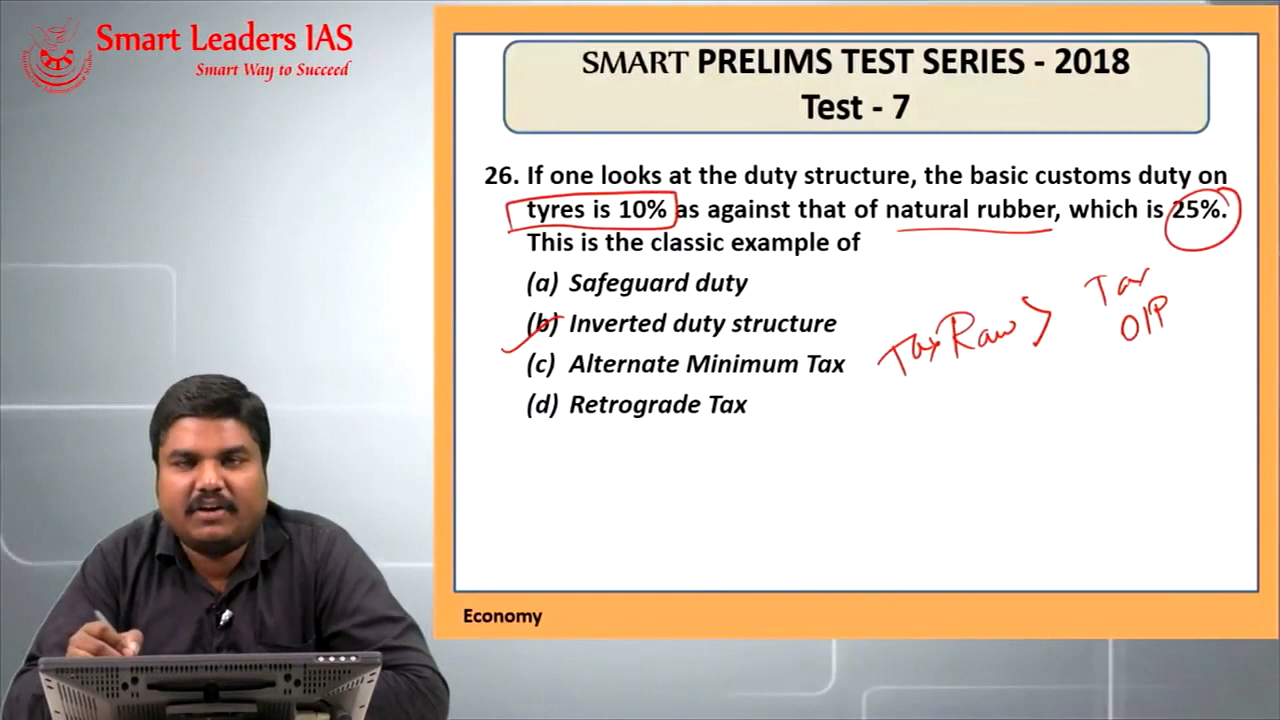 Smart Leaders IAS
Smart Way to Succeed
SMART PRELIMS TEST SERIES - 2018
Test - 7
26. If one looks at the duty structure, the basic customs duty on
tyres is 10% as against that of natural rubber, which is 25%.
This is the classic example of
(a) Safeguard duty
(b) Inverted duty structure
(c) Alternate Minimum Tax
(d) Retrograde Tax
Tax Raw > Tax
O/P
Economy